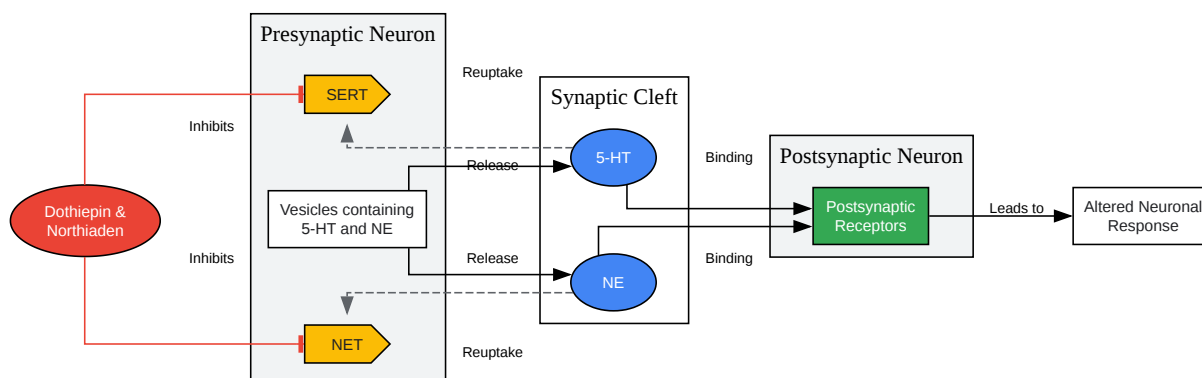 Presynaptic Neuron
SERT
Reuptake
Inhibits
Synaptic Cleft
5-HT
Release
Binding
Postsynaptic Neuron
Dothiepin &
Northiaden
Vesicles containing
5-HT and NE
Postsynaptic
Receptors
Leads to
Altered Neuronal
Response
Inhibits
Release
Binding
NE
NET
Reuptake